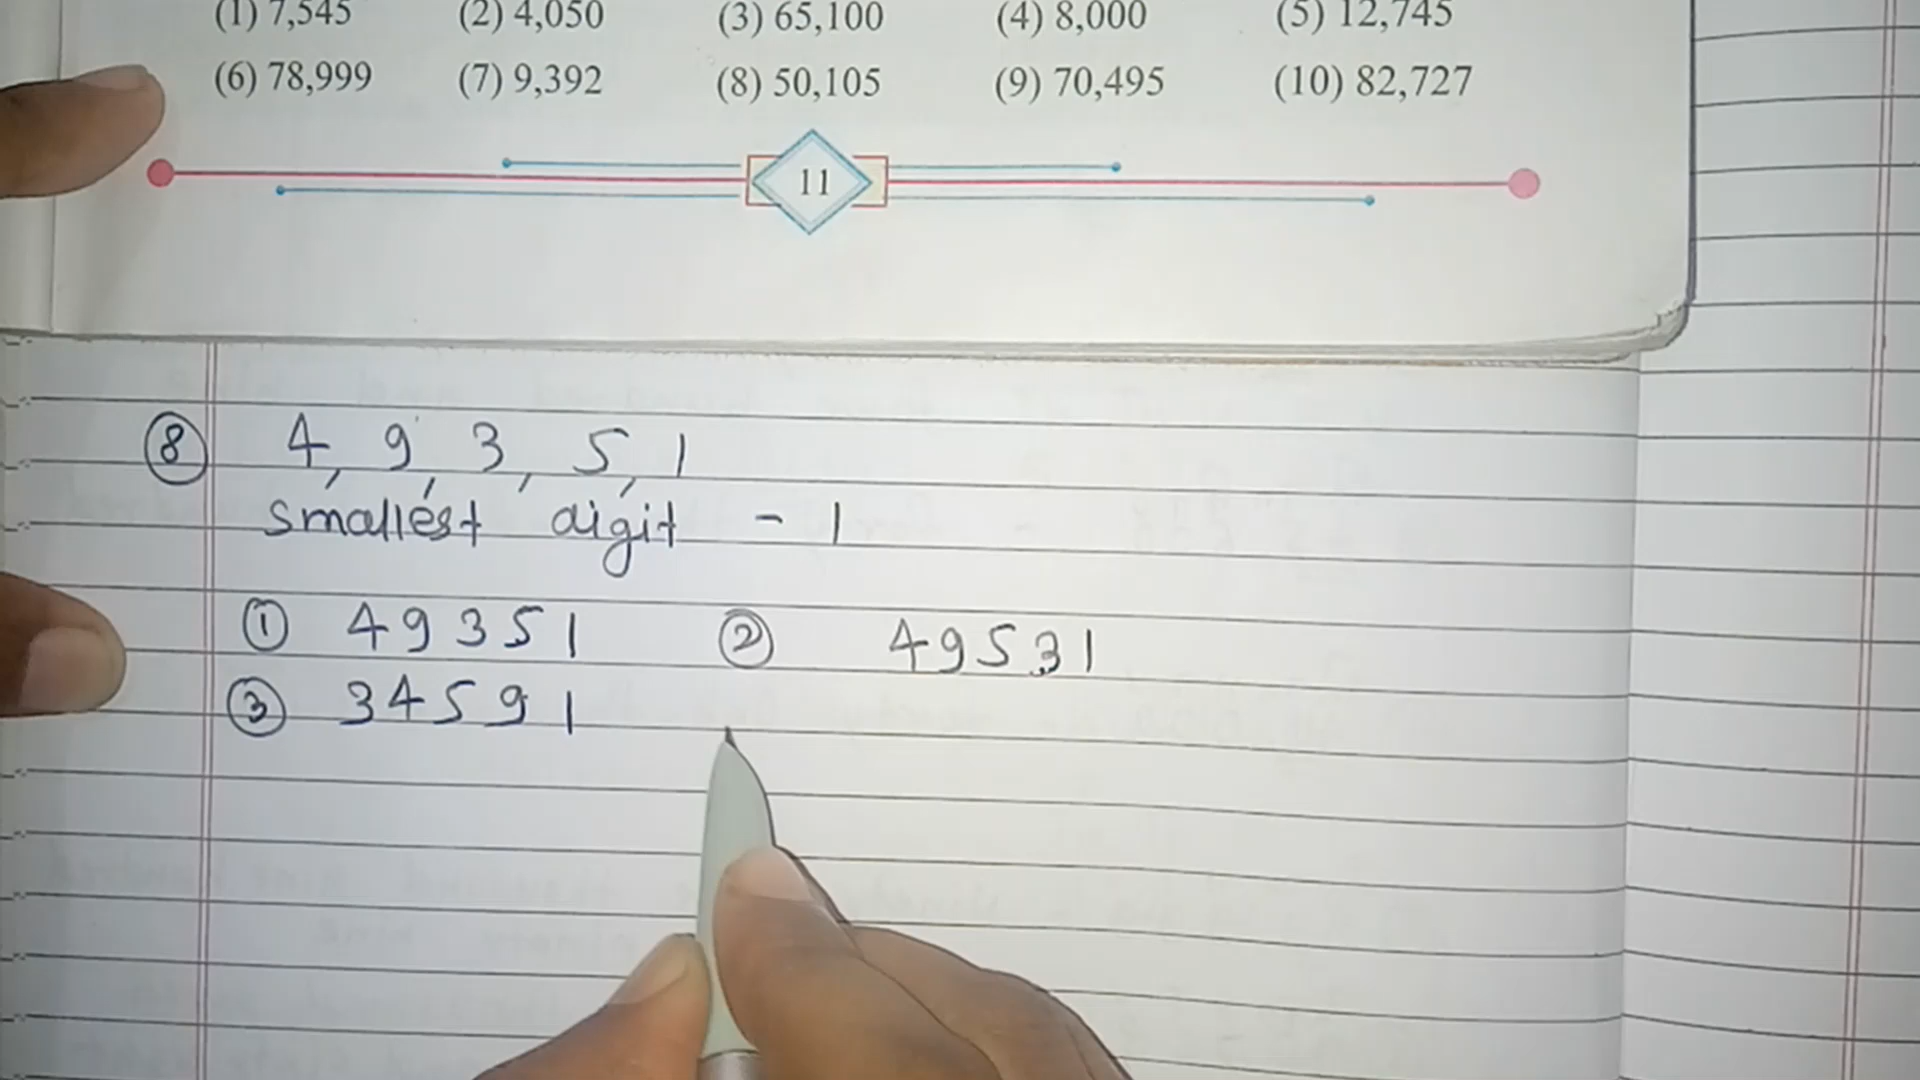 (1) 7,545 (2) 4,050 (3) 65,100 (4) 8,000 (5) 12,745
(6) 78,999 (7) 9,392 (8) 50,105 (9) 70,495 (10) 82,727
11
⑧ 4, 9, 3, 5, 1
smallest digit - 1
① 49351 ② 49531
③ 34591